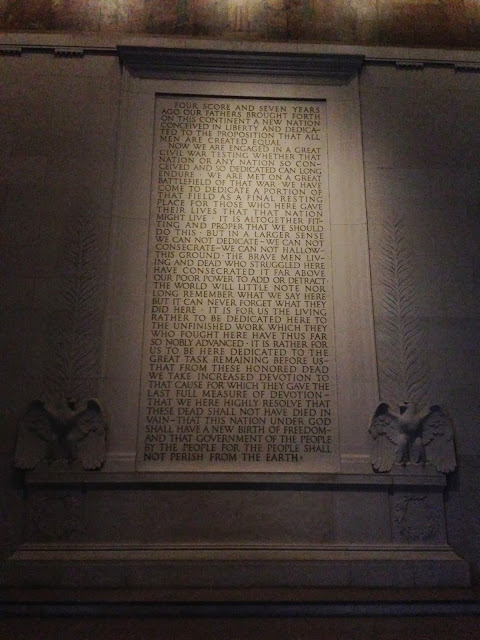 FOUR SCORE AND SEVEN YEARS
AGO OUR FATHERS BROUGHT FORTH
ON THIS CONTINENT A NEW NATION
CONCEIVED IN LIBERTY AND DEDICA-
TED TO THE PROPOSITION THAT ALL
MEN ARE CREATED EQUAL ·
NOW WE ARE ENGAGED IN A GREAT
CIVIL WAR TESTING WHETHER THAT
NATION OR ANY NATION SO CON-
CEIVED AND SO DEDICATED CAN LONG
ENDURE · WE ARE MET ON A GREAT
BATTLEFIELD OF THAT WAR · WE HAVE
COME TO DEDICATE A PORTION OF
THAT FIELD AS A FINAL RESTING
PLACE FOR THOSE WHO HERE GAVE
THEIR LIVES THAT THAT NATION
MIGHT LIVE · IT IS ALTOGETHER FIT-
TING AND PROPER THAT WE SHOULD
DO THIS · BUT IN A LARGER SENSE
WE CAN NOT DEDICATE~WE CAN NOT
CONSECRATE~WE CAN NOT HALLOW~
THIS GROUND · THE BRAVE MEN LIV-
ING AND DEAD WHO STRUGGLED HERE
HAVE CONSECRATED IT FAR ABOVE
OUR POOR POWER TO ADD OR DETRACT ·
THE WORLD WILL LITTLE NOTE NOR
LONG REMEMBER WHAT WE SAY HERE
BUT IT CAN NEVER FORGET WHAT THEY
DID HERE · IT IS FOR US THE LIVING
RATHER TO BE DEDICATED HERE TO
THE UNFINISHED WORK WHICH THEY
WHO FOUGHT HERE HAVE THUS FAR
SO NOBLY ADVANCED · IT IS RATHER FOR
US TO BE HERE DEDICATED TO THE
GREAT TASK REMAINING BEFORE US~
THAT FROM THESE HONORED DEAD
WE TAKE INCREASED DEVOTION TO
THAT CAUSE FOR WHICH THEY GAVE THE
LAST FULL MEASURE OF DEVOTION~
THAT WE HERE HIGHLY RESOLVE THAT
THESE DEAD SHALL NOT HAVE DIED IN
VAIN~THAT THIS NATION UNDER GOD
SHALL HAVE A NEW BIRTH OF FREEDOM~
AND THAT GOVERNMENT OF THE PEOPLE
BY THE PEOPLE FOR THE PEOPLE SHALL
NOT PERISH FROM THE EARTH ·